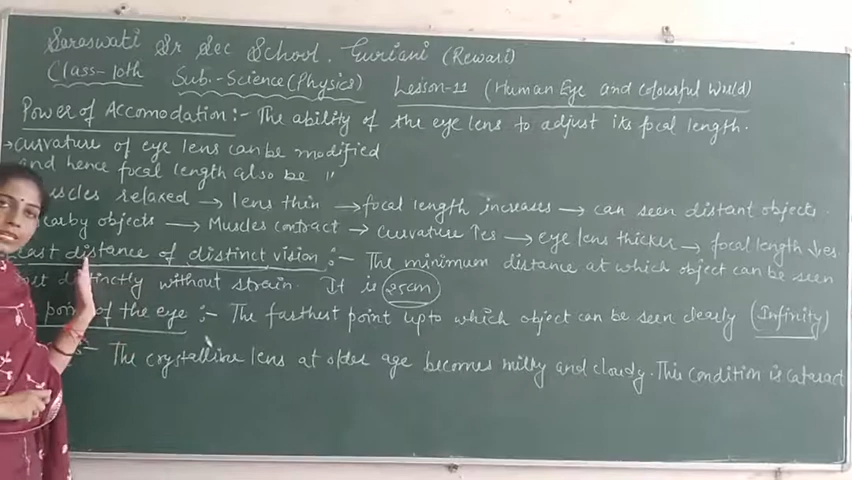 Saraswati Sr Sec School. Guriani (Rewari)
Class-10th Sub.-Science (Physics) Lesson-11 (Human Eye and colourful World)
Power of Accomodation :- The ability of the eye lens to adjust its focal length.
→ curvature of eye lens can be modified
and hence focal length also be "
muscles relaxed → lens thin → focal length increases → can seen distant objects.
nearby objects → Muscles contract → curvature ↑es → eye lens thicker → focal length ↓es.
Least distance of distinct vision :- The minimum distance at which object can be seen
distinctly without strain. It is 25cm
point of the eye :- The farthest point upto which object can be seen clearly (Infinity)
:- The crystalline lens at older age becomes milky and cloudy. This condition is cataract